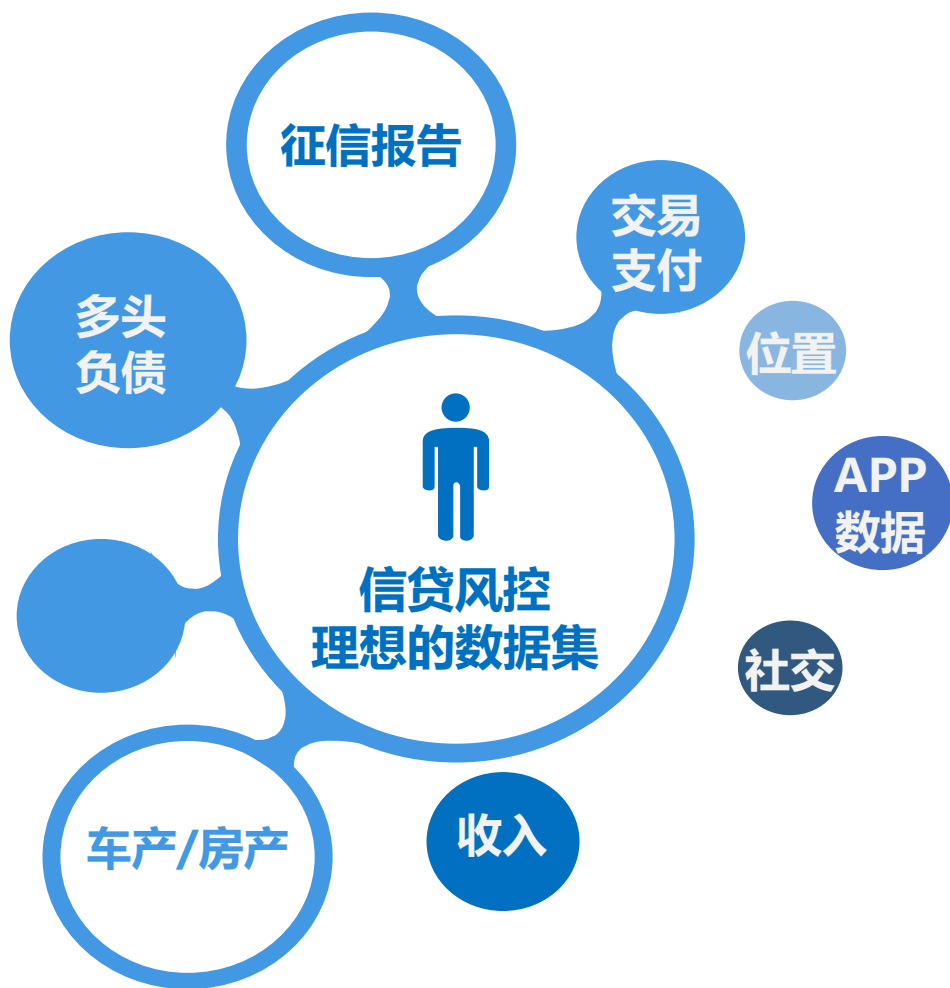 征信报告
交易
支付
多头
负债
位置
APP
数据
信贷风控
理想的数据集
社交
收入
车产/房产